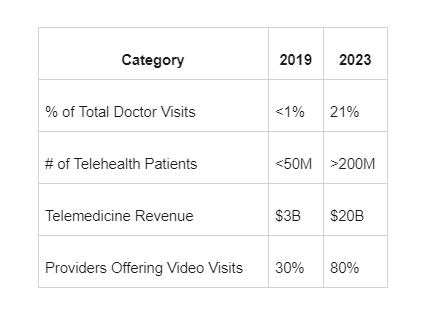 Category 2019 2023
% of Total Doctor Visits <1% 21%
# of Telehealth Patients <50M >200M
Telemedicine Revenue $3B $20B
Providers Offering Video Visits 30% 80%